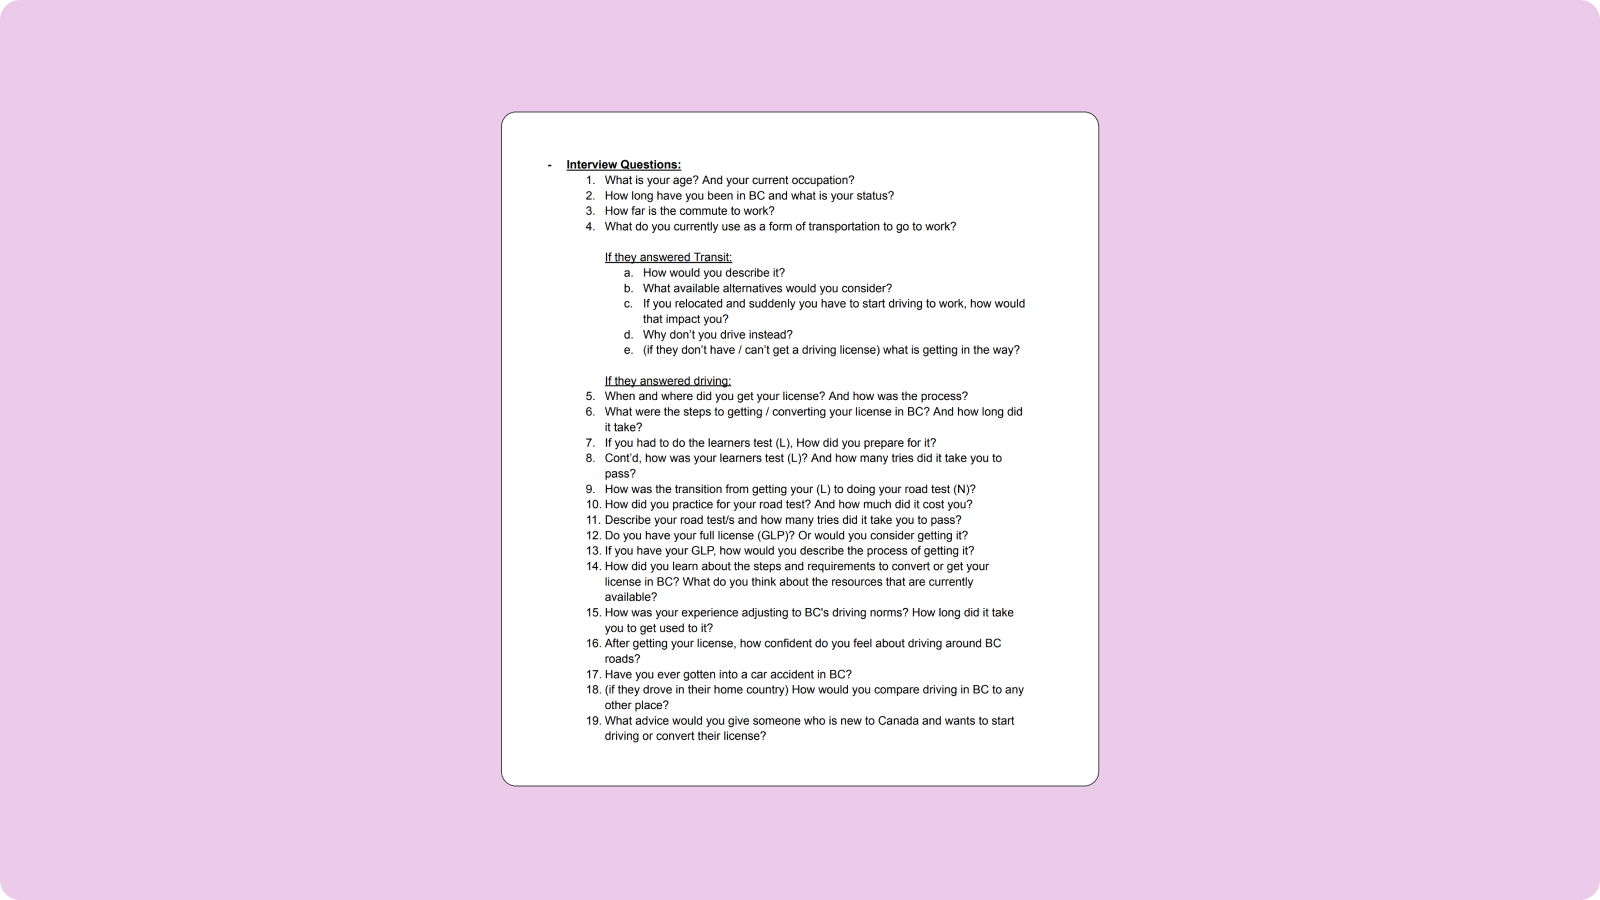 - Interview Questions:
1. What is your age? And your current occupation?
2. How long have you been in BC and what is your status?
3. How far is the commute to work?
4. What do you currently use as a form of transportation to go to work?
If they answered Transit:
a. How would you describe it?
b. What available alternatives would you consider?
c. If you relocated and suddenly you have to start driving to work, how would
that impact you?
d. Why don't you drive instead?
e. (if they don't have / can't get a driving license) what is getting in the way?
If they answered driving:
5. When and where did you get your license? And how was the process?
6. What were the steps to getting / converting your license in BC? And how long did
it take?
7. If you had to do the learners test (L), How did you prepare for it?
8. Cont'd, how was your learners test (L)? And how many tries did it take you to
pass?
9. How was the transition from getting your (L) to doing your road test (N)?
10. How did you practice for your road test? And how much did it cost you?
11. Describe your road test/s and how many tries did it take you to pass?
12. Do you have your full license (GLP)? Or would you consider getting it?
13. If you have your GLP, how would you describe the process of getting it?
14. How did you learn about the steps and requirements to convert or get your
license in BC? What do you think about the resources that are currently
available?
15. How was your experience adjusting to BC's driving norms? How long did it take
you to get used to it?
16. After getting your license, how confident do you feel about driving around BC
roads?
17. Have you ever gotten into a car accident in BC?
18. (if they drove in their home country) How would you compare driving in BC to any
other place?
19. What advice would you give someone who is new to Canada and wants to start
driving or convert their license?